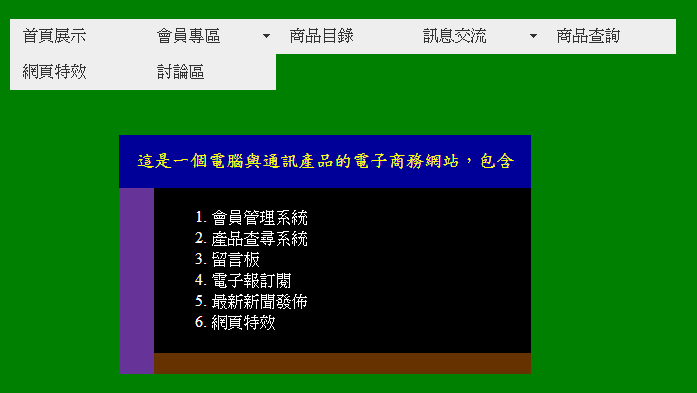 首頁展示 會員專區 商品目錄 訊息交流 商品查詢
網頁特效 討論區
這是一個電腦與通訊產品的電子商務網站，包含
1. 會員管理系統
2. 產品查尋系統
3. 留言板
4. 電子報訂閱
5. 最新新聞發佈
6. 網頁特效